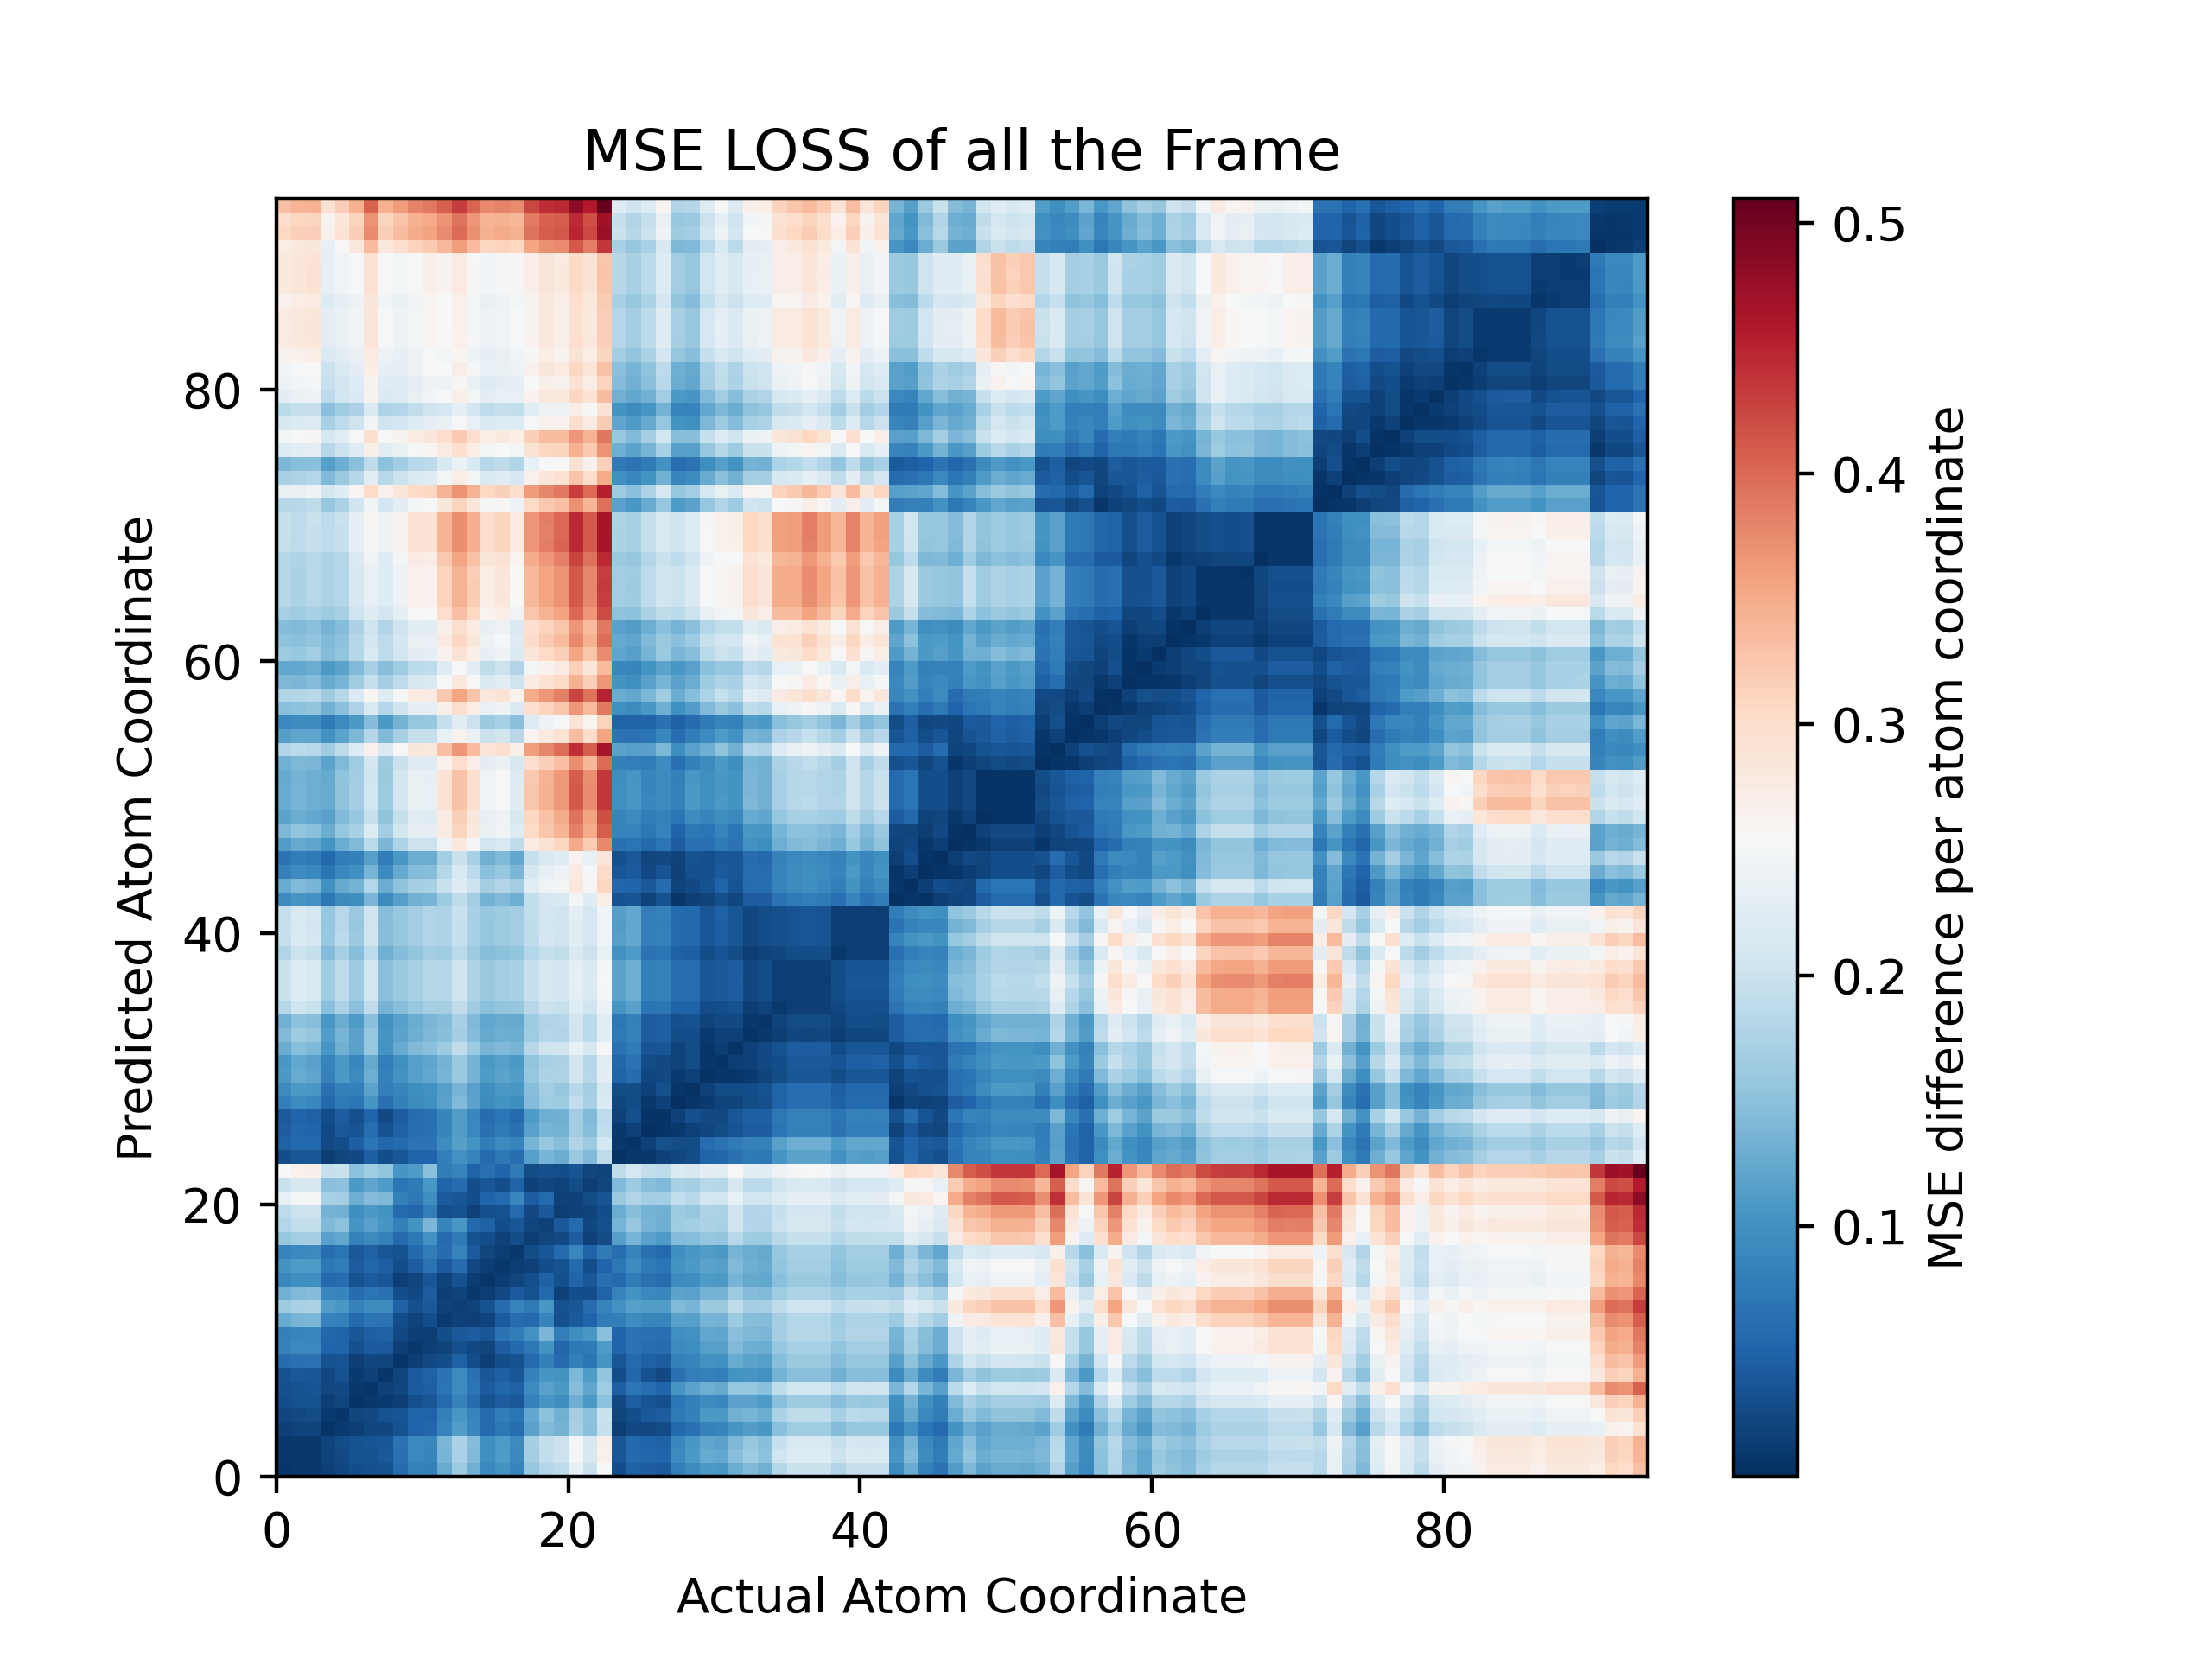 MSE LOSS of all the Frame
Predicted Atom Coordinate
80
60
40
20
0
0 20 40 60 80
Actual Atom Coordinate
0.5
0.4
0.3
0.2
0.1
MSE difference per atom coordinate